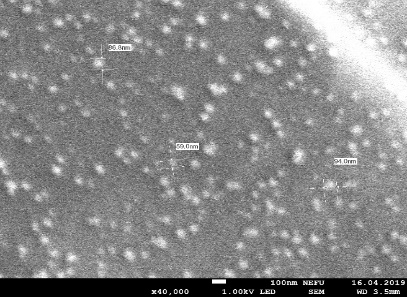 96.8nm
59.0nm
94.0nm
100nm NEFU 16.04.2019
x40,000 1.00kV LED SEM WD 3.5mm